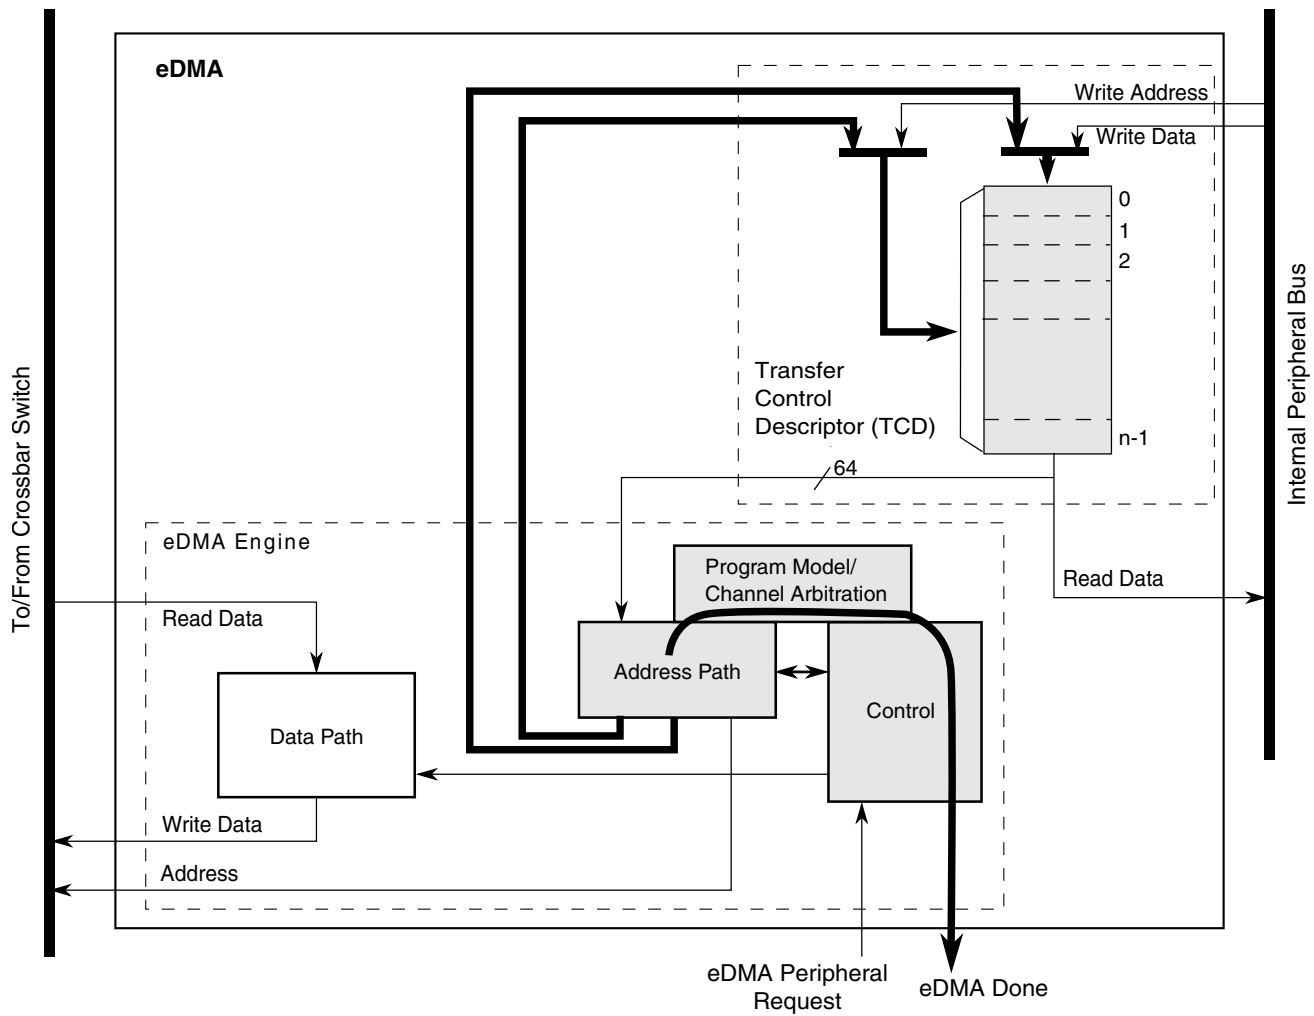 eDMA
Write Address
Write Data
0
1
2
n-1
Transfer
Control
Descriptor (TCD)
64
To/From Crossbar Switch
Internal Peripheral Bus
eDMA Engine
Program Model/
Channel Arbitration
Read Data
Read Data
Address Path
Control
Data Path
Write Data
Address
eDMA Peripheral
Request
eDMA Done